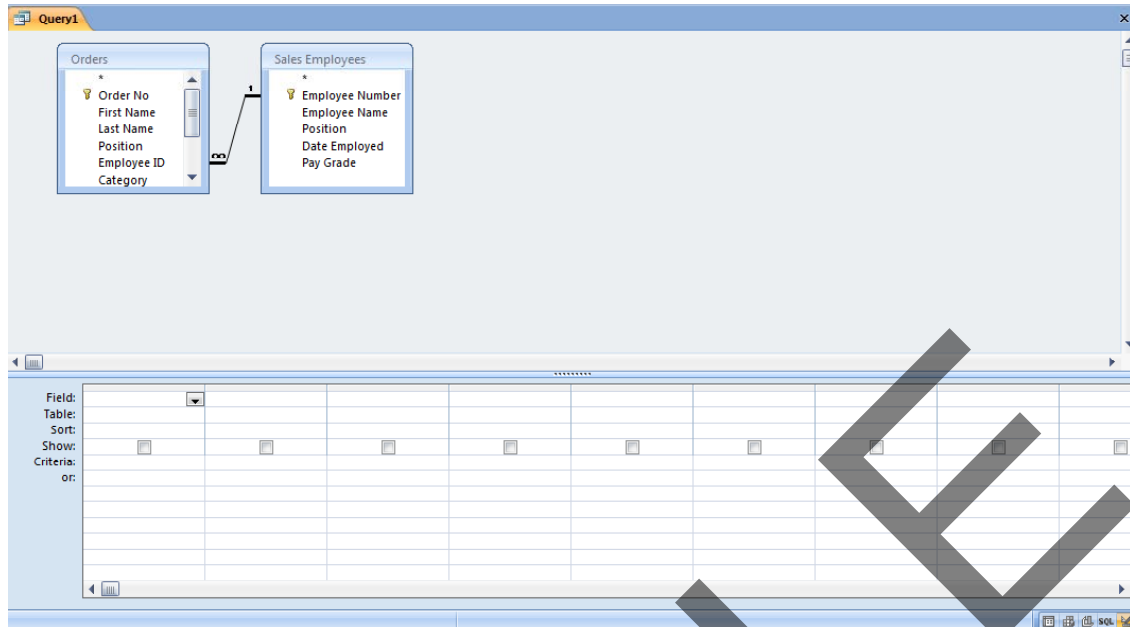 Query1
Orders
*
Order No
First Name
Last Name
Position
Employee ID
Category
1
∞
Sales Employees
*
Employee Number
Employee Name
Position
Date Employed
Pay Grade
Field:
Table:
Sort:
Show:
Criteria:
or:
SQL